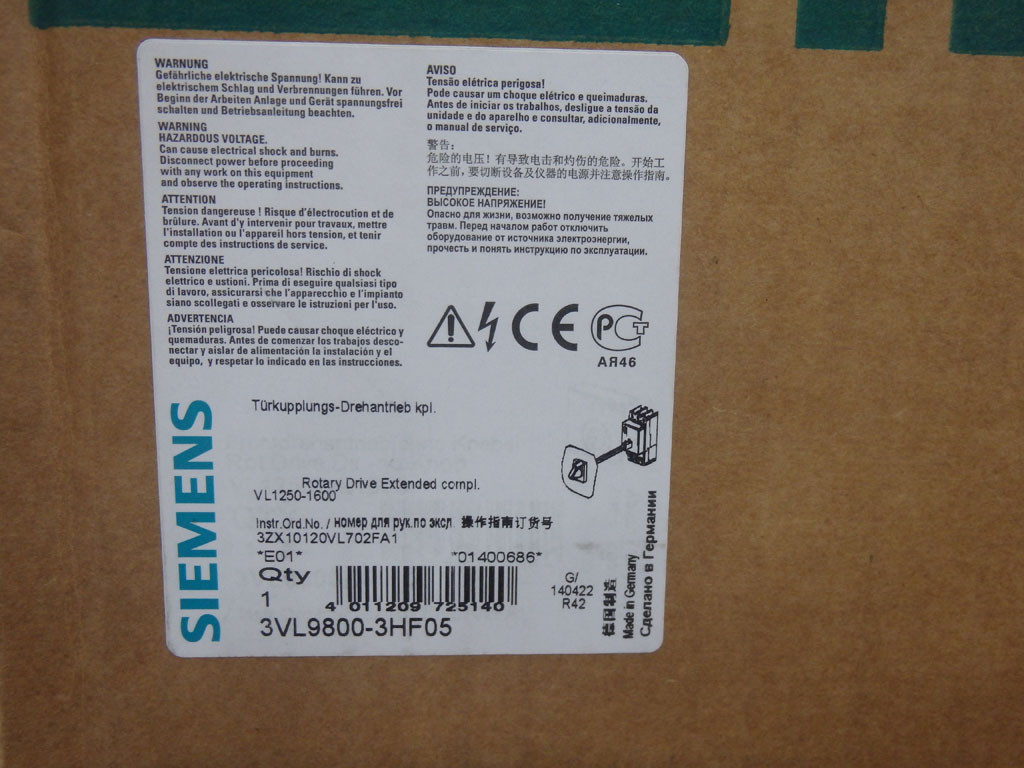 WARNUNG
Gefährliche elektrische Spannung! Kann zu
elektrischem Schlag und Verbrennungen führen. Vor
Beginn der Arbeiten Anlage und Gerät spannungsfrei
schalten und Betriebsanleitung beachten.
WARNING
HAZARDOUS VOLTAGE.
Can cause electrical shock and burns.
Disconnect power before proceeding
with any work on this equipment
and observe the operating instructions.
ATTENTION
Tension dangereuse ! Risque d'électrocution et de
brûlure. Avant d'y intervenir pour travaux, mettre
l'installation ou l'appareil hors tension, et tenir
compte des instructions de service.
ATTENZIONE
Tensione elettrica pericolosa! Rischio di shock
elettrico e ustioni. Prima di eseguire qualsiasi tipo
di lavoro, assicurarsi che l'apparecchio e l'impianto
siano scollegati e osservare le istruzioni per l'uso.
ADVERTENCIA
¡Tensión peligrosa! Puede causar choque eléctrico y
quemaduras. Antes de comenzar los trabajos desco-
nectar y aislar de alimentación la instalación y el
equipo, y respetar lo indicado en las instrucciones.
AVISO
Tensão elétrica perigosa!
Pode causar um choque elétrico e queimaduras.
Antes de iniciar os trabalhos, desligue a tensão da
unidade e do aparelho e consultar, adicionalmente,
o manual de serviço.
警告:
危险的电压!有导致电击和灼伤的危险。开始工
作之前,要切断设备及仪器的电源并注意操作指南。
ПРЕДУПРЕЖДЕНИЕ:
ВЫСОКОЕ НАПРЯЖЕНИЕ!
Опасно для жизни, возможно получение тяжелых
травм. Перед началом работ отключить
оборудование от источника электроэнергии,
прочесть и понять инструкцию по эксплуатации.
CE
РСТ
АЯ46
SIEMENS
Türkupplungs-Drehantrieb kpl.
Rotary Drive Extended compl.
VL1250-1600
Instr.Ord.No. / номер для рук.по эксл. 操作指南订货号
3ZX10120VL702FA1
*E01* *01400686*
Qty
1
4 011209 725140
3VL9800-3HF05
G/
140422
R42
德国制造
Made in Germany
Сделано в Германии